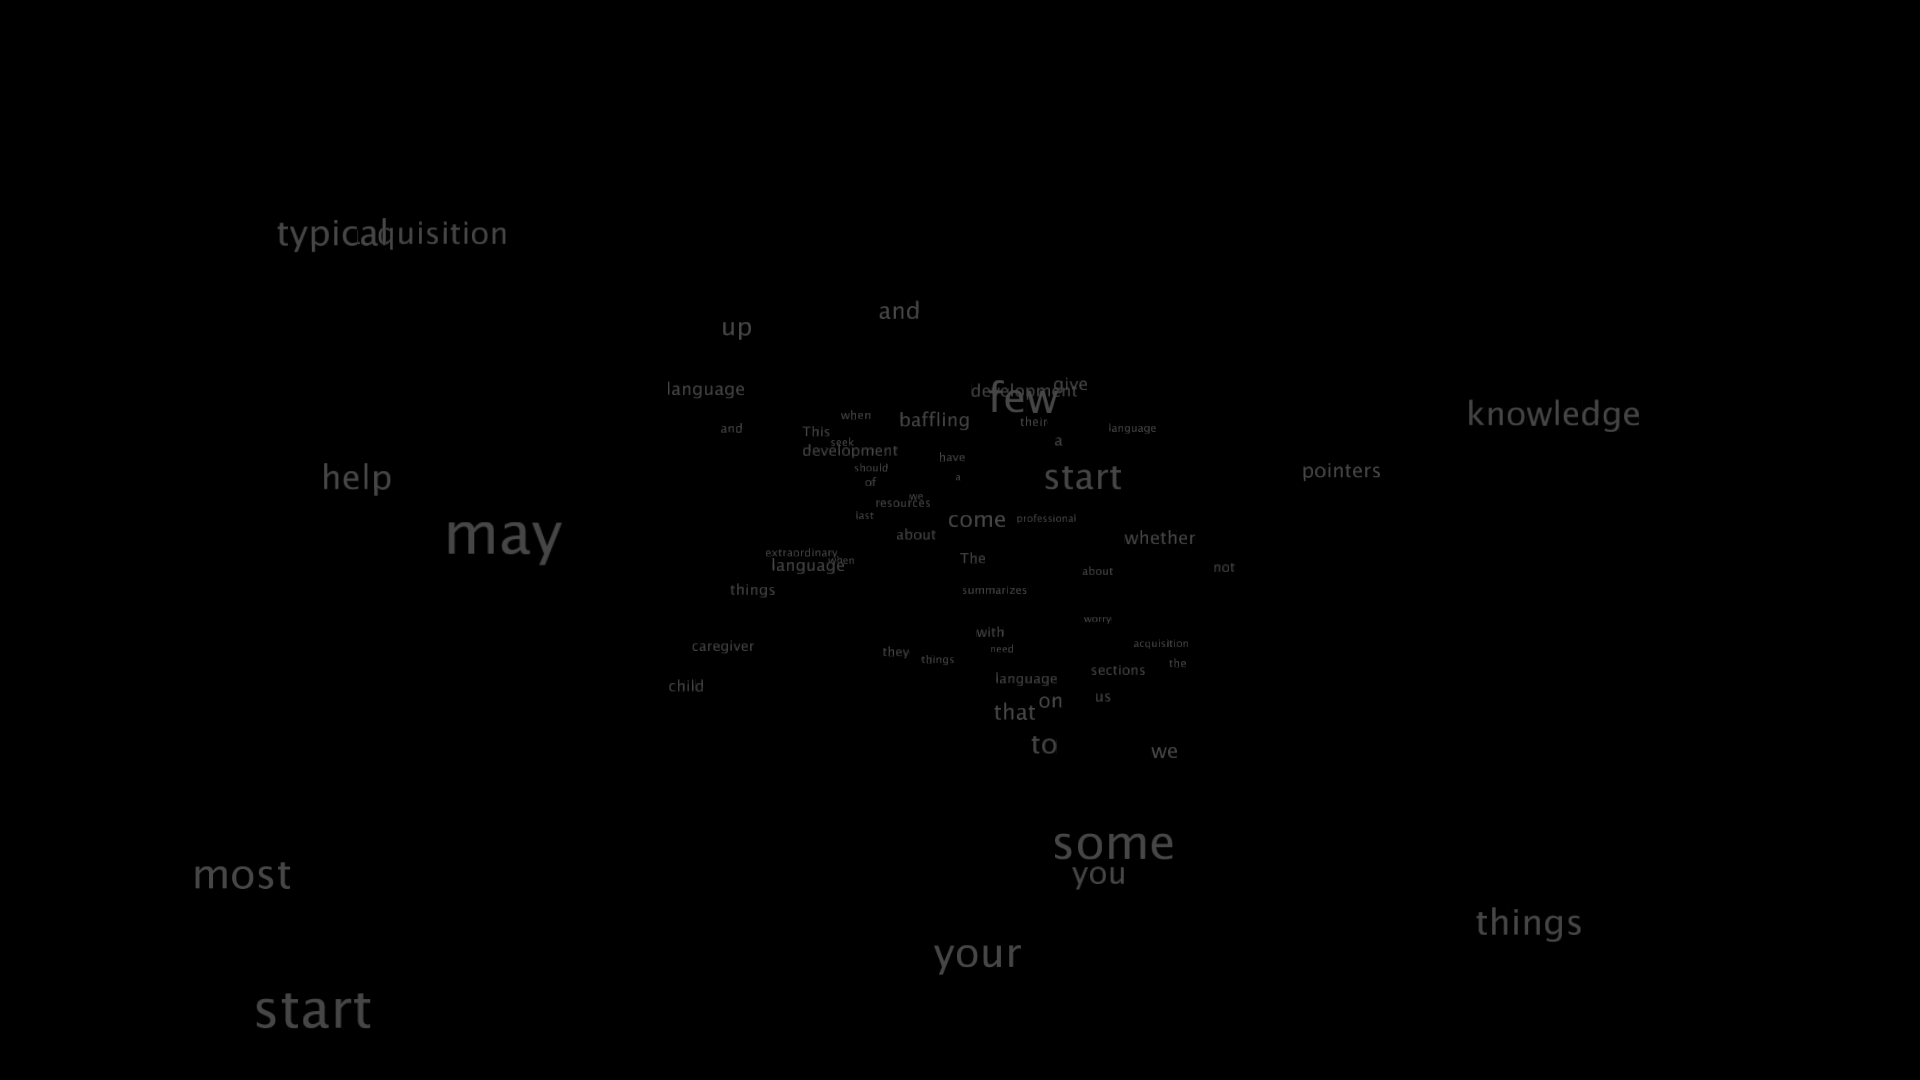 typical
quisition
and
up
give
language
development
few
knowledge
when
baffling
their
and
This
language
seek
a
development
have
should
pointers
help
a
start
of
we
resources
last
come
professional
may
about
whether
extraordinary
The
when
language
not
about
things
summarizes
worry
with
acquisition
caregiver
need
they
things
the
sections
language
child
us
on
that
to
we
some
you
most
things
your
start